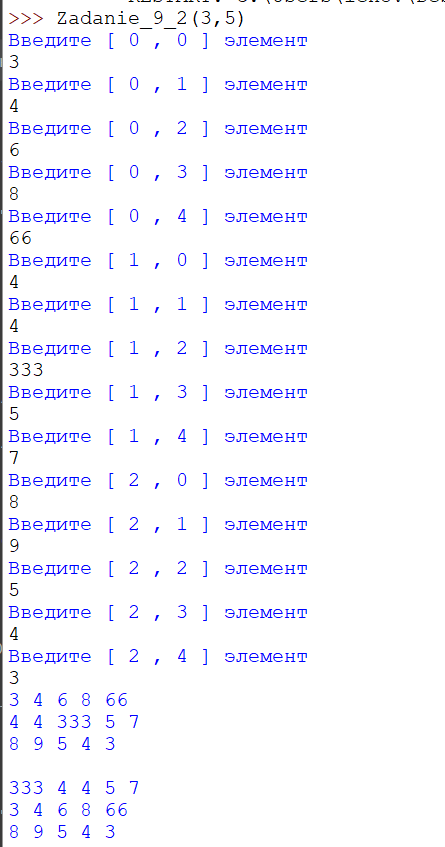 >>> Zadanie_9_2(3,5)
Введите [ 0 , 0 ] элемент
3
Введите [ 0 , 1 ] элемент
4
Введите [ 0 , 2 ] элемент
6
Введите [ 0 , 3 ] элемент
8
Введите [ 0 , 4 ] элемент
66
Введите [ 1 , 0 ] элемент
4
Введите [ 1 , 1 ] элемент
4
Введите [ 1 , 2 ] элемент
333
Введите [ 1 , 3 ] элемент
5
Введите [ 1 , 4 ] элемент
7
Введите [ 2 , 0 ] элемент
8
Введите [ 2 , 1 ] элемент
9
Введите [ 2 , 2 ] элемент
5
Введите [ 2 , 3 ] элемент
4
Введите [ 2 , 4 ] элемент
3
3 4 6 8 66
4 4 333 5 7
8 9 5 4 3

333 4 4 5 7
3 4 6 8 66
8 9 5 4 3